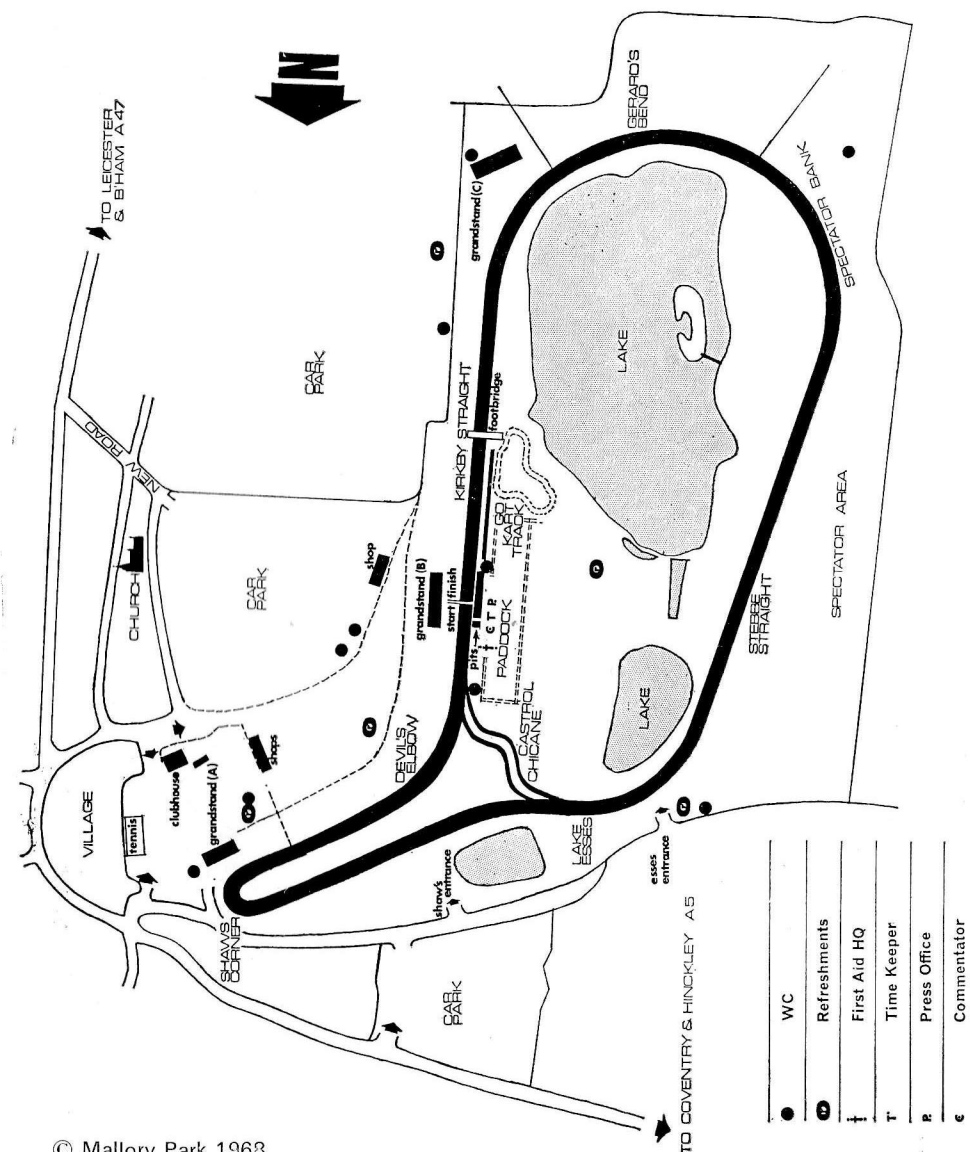 N
TO LEICESTER
& B'HAM A47
GERARD'S
BEND
grandstand (C)
SPECTATOR BANK
CAR
PARK
LAKE
KIRKBY STRAIGHT
footbridge
NEW ROAD
GO
KART
TRACK
SPECTATOR AREA
CHURCH
CAR
PARK
shop
grandstand (B)
start finish
pits
† C T P.
PADDOCK
STEBBE
STRAIGHT
LAKE
DEVIL'S
ELBOW
CASTROL
CHICANE
shops
clubhouse
grandstand (A)
VILLAGE
tennis
LAKE
ESSES
esses
entrance
shaw's
entrance
SHAW'S
CORNER
CAR
PARK
TO COVENTRY & HINCKLEY A5
WC
Refreshments
† First Aid HQ
T Time Keeper
P. Press Office
C Commentator
© Mallory Park 1968